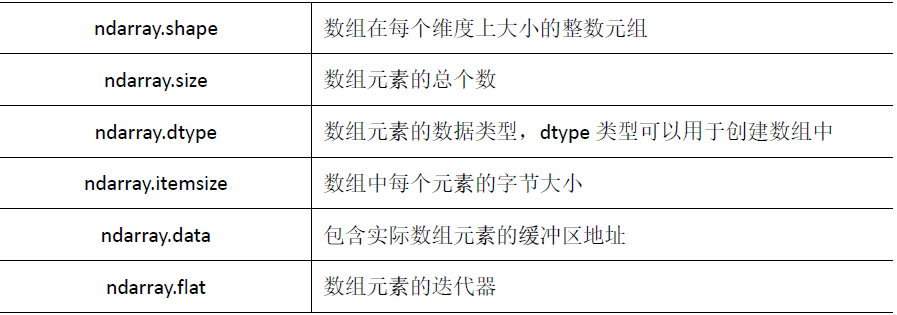 ndarray.shape 数组在每个维度上大小的整数元组
ndarray.size 数组元素的总个数
ndarray.dtype 数组元素的数据类型，dtype 类型可以用于创建数组中
ndarray.itemsize 数组中每个元素的字节大小
ndarray.data 包含实际数组元素的缓冲区地址
ndarray.flat 数组元素的迭代器